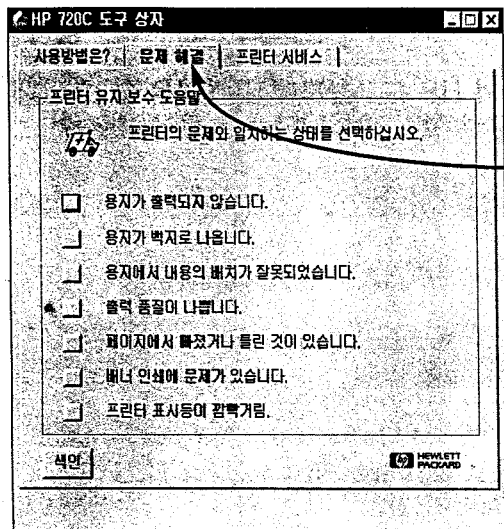 HP 720C 도구 상자
사용방법은? 문제 해결 프린터 서비스
프린터 유지 보수 도움말
프린터의 문제와 일치하는 상태를 선택하십시오.
용지가 출력되지 않습니다.
용지가 백지로 나옵니다.
용지에서 내용의 배치가 잘못되었습니다.
출력 품질이 나쁩니다.
페이지에서 빠졌거나 틀린 것이 있습니다.
배너 인쇄에 문제가 있습니다.
프린터 표시등이 깜빡거림.
색인
hp HEWLETT
PACKARD